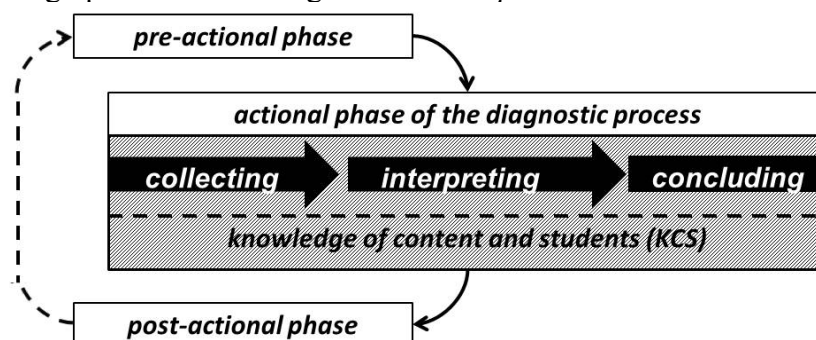 pre-actional phase
actional phase of the diagnostic process
collecting interpreting concluding
knowledge of content and students (KCS)
post-actional phase